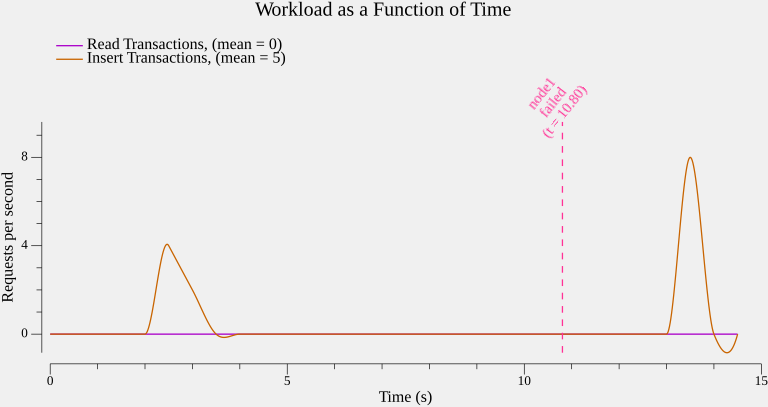 Workload as a Function of Time
Read Transactions, (mean = 0)
Insert Transactions, (mean = 5)
node1
failed
(t = 10.80)
Requests per second
8
4
0
0
5
10
15
Time (s)